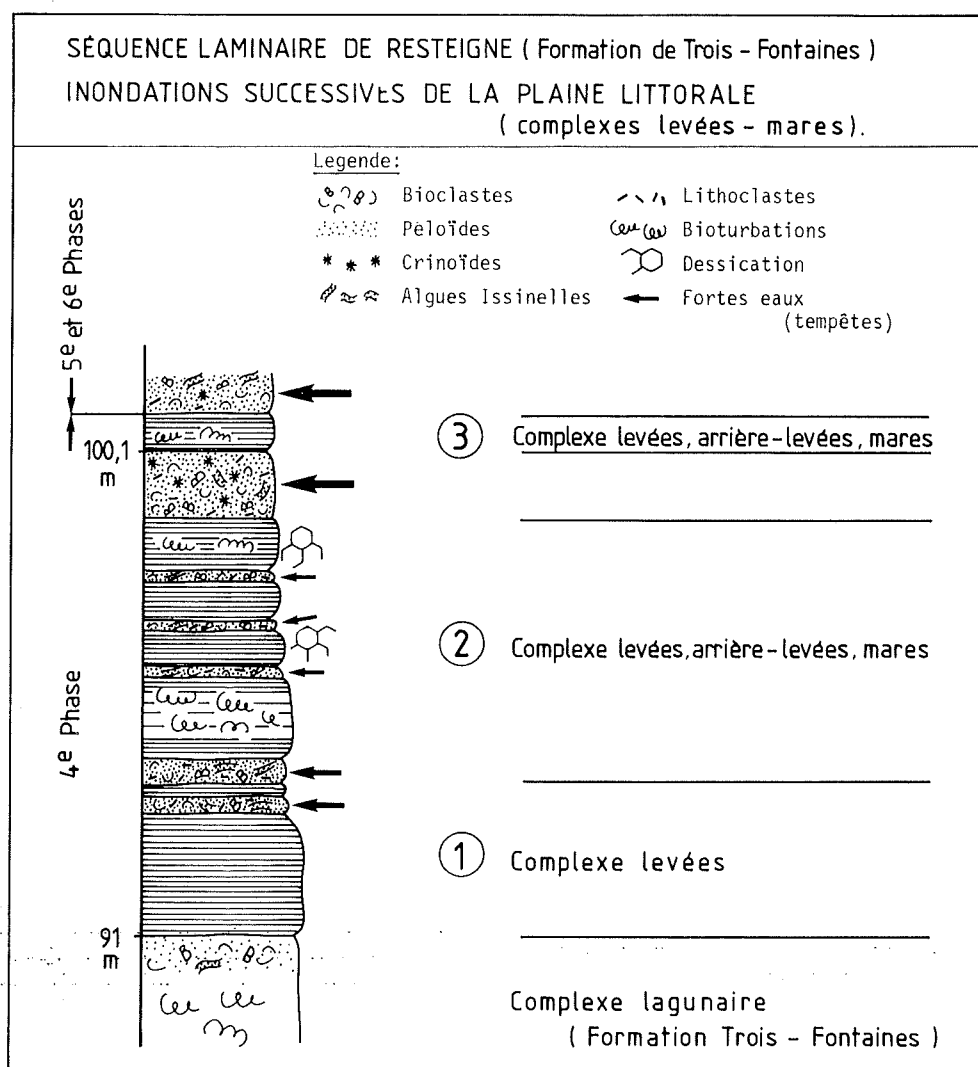 SÉQUENCE LAMINAIRE DE RESTEIGNE ( Formation de Trois - Fontaines )
INONDATIONS SUCCESSIVES DE LA PLAINE LITTORALE
( complexes levées - mares ).
Legende:
Bioclastes
Lithoclastes
Péloïdes
Bioturbations
Crinoïdes
Dessication
Algues Issinelles
Fortes eaux
(tempêtes)
5e et 6e Phases
100,1
m
4e Phase
91
m
3 Complexe levées, arrière-levées, mares
2 Complexe levées, arrière-levées, mares
1 Complexe levées
Complexe lagunaire
( Formation Trois - Fontaines )